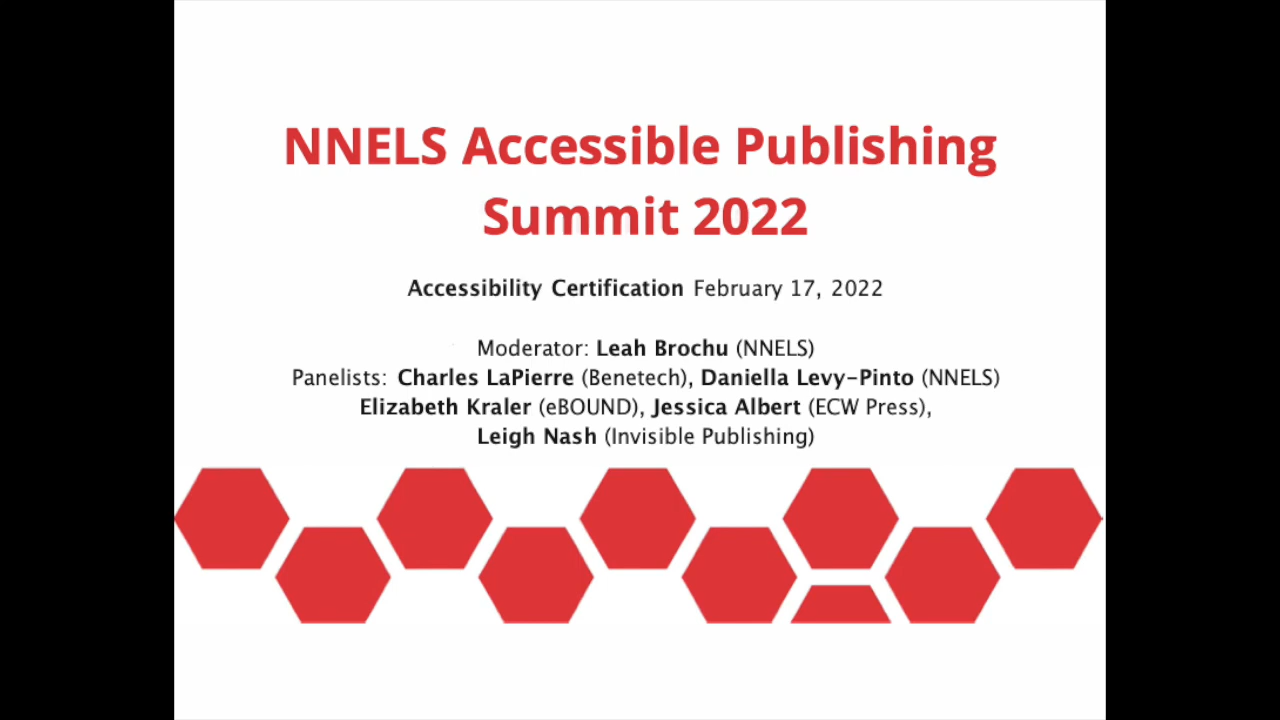 NNELS Accessible Publishing
Summit 2022
Accessibility Certification February 17, 2022
Moderator: Leah Brochu (NNELS)
Panelists: Charles LaPierre (Benetech), Daniella Levy-Pinto (NNELS)
Elizabeth Kraler (eBOUND), Jessica Albert (ECW Press),
Leigh Nash (Invisible Publishing)